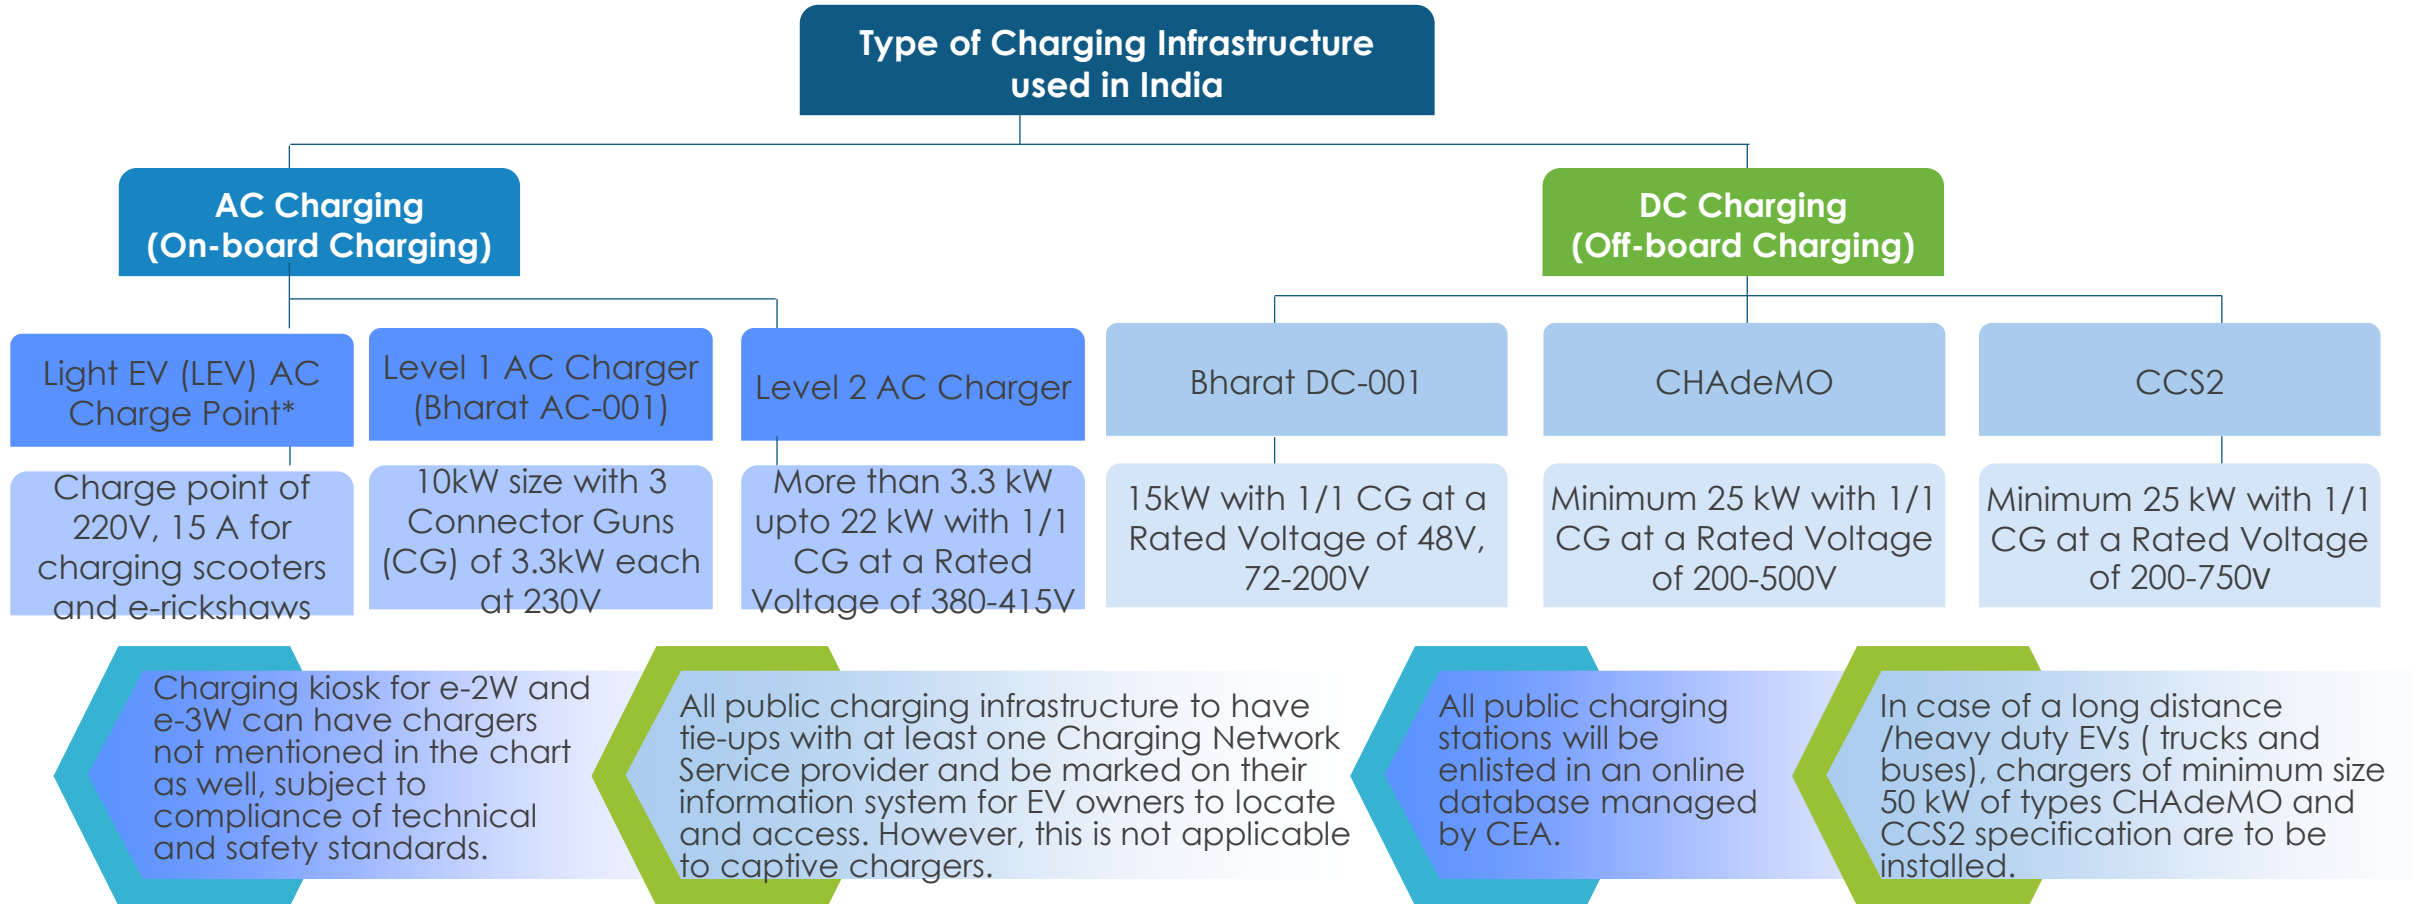 Type of Charging Infrastructure
used in India
AC Charging
(On-board Charging)
DC Charging
(Off-board Charging)
Light EV (LEV) AC
Charge Point*
Level 1 AC Charger
(Bharat AC-001)
Level 2 AC Charger
Bharat DC-001
CHAdeMO
CCS2
Charge point of
220V, 15 A for
charging scooters
and e-rickshaws
10kW size with 3
Connector Guns
(CG) of 3.3kW each
at 230V
More than 3.3 kW
upto 22 kW with 1/1
CG at a Rated
Voltage of 380-415V
15kW with 1/1 CG at a
Rated Voltage of 48V,
72-200V
Minimum 25 kW with 1/1
CG at a Rated Voltage
of 200-500V
Minimum 25 kW with 1/1
CG at a Rated Voltage
of 200-750v
Charging kiosk for e-2W and
e-3W can have chargers
not mentioned in the chart
as well, subject to
compliance of technical
and safety standards.
All public charging infrastructure to have
tie-ups with at least one Charging Network
Service provider and be marked on their
information system for EV owners to locate
and access. However, this is not applicable
to captive chargers.
All public charging
stations will be
enlisted in an online
database managed
by CEA.
In case of a long distance
/heavy duty EVs ( trucks and
buses), chargers of minimum size
50 kW of types CHAdeMO and
CCS2 specification are to be
installed.